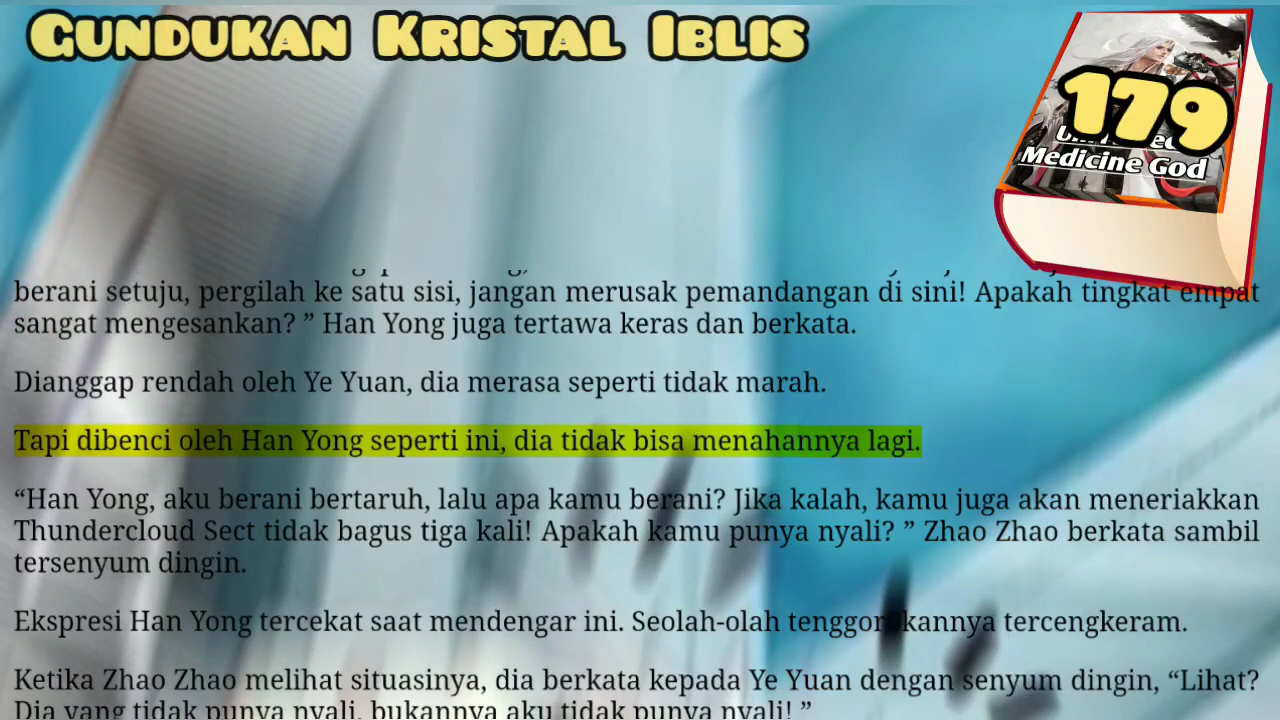 Gundukan Kristal Iblis
179
Medicine God
berani setuju, pergilah ke satu sisi, jangan merusak pemandangan di sini! Apakah tingkat empat
sangat mengesankan? ” Han Yong juga tertawa keras dan berkata.
Dianggap rendah oleh Ye Yuan, dia merasa seperti tidak marah.
Tapi dibenci oleh Han Yong seperti ini, dia tidak bisa menahannya lagi.
“Han Yong, aku berani bertaruh, lalu apa kamu berani? Jika kalah, kamu juga akan meneriakkan
Thundercloud Sect tidak bagus tiga kali! Apakah kamu punya nyali? ” Zhao Zhao berkata sambil
tersenyum dingin.
Ekspresi Han Yong tercekat saat mendengar ini. Seolah-olah tenggorokannya tercengkeram.
Ketika Zhao Zhao melihat situasinya, dia berkata kepada Ye Yuan dengan senyum dingin, “Lihat?
Dia yang tidak punya nyali, bukannya aku tidak punya nyali! ”